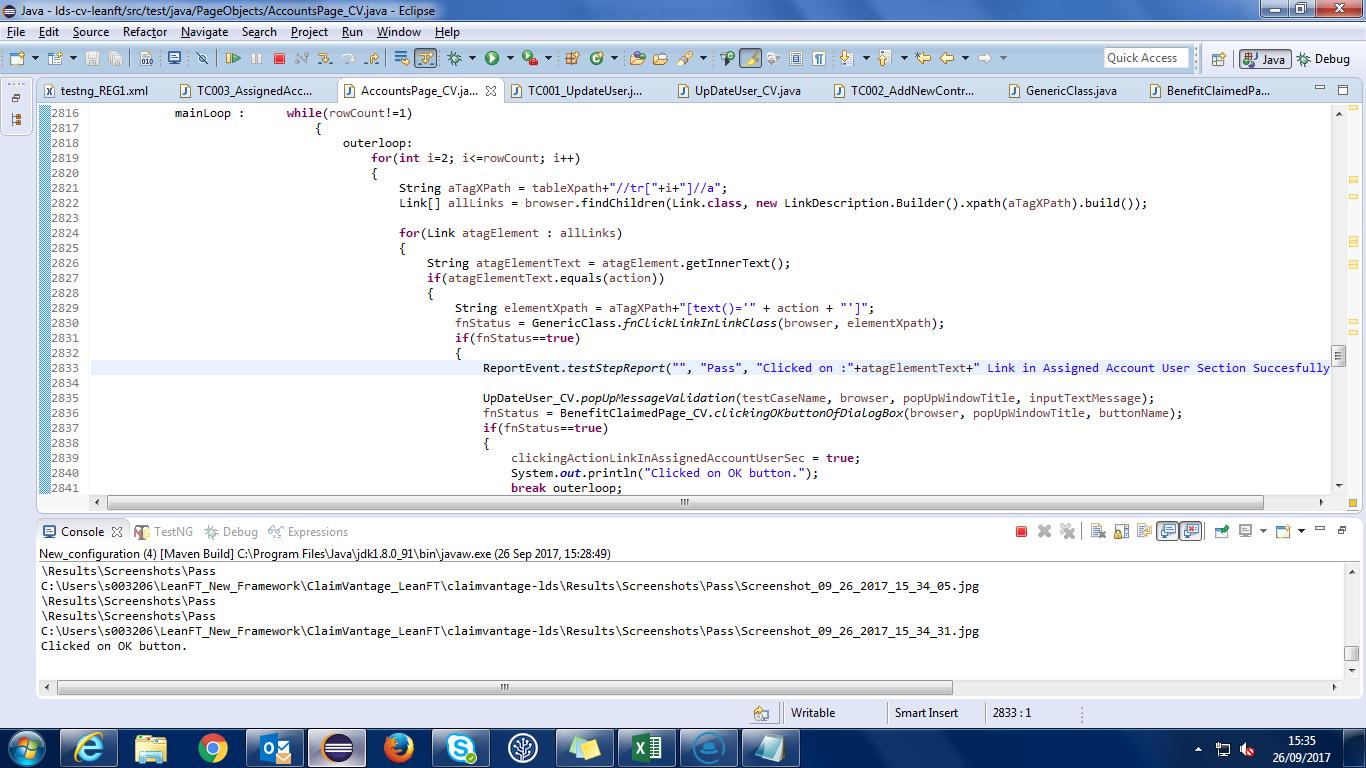 Java - lds-cv-leanft/src/test/java/PageObjects/AccountsPage_CV.java - Eclipse
File Edit Source Refactor Navigate Search Project Run Window Help
Quick Access Java Debug
testng_REG1.xml TC003_AssignedAcc... AccountsPage_CV.ja... TC001_UpdateUser.j... UpDateUser_CV.java TC002_AddNewContr... GenericClass.java BenefitClaimedPa...
2816 mainLoop : while(rowCount!=1)
2817 {
2818 outerloop:
2819 for(int i=2; i<=rowCount; i++)
2820 {
2821 String aTagXPath = tableXpath+"//tr["+i+"]//a";
2822 Link[] allLinks = browser.findChildren(Link.class, new LinkDescription.Builder().xpath(aTagXPath).build());
2823
2824 for(Link atagElement : allLinks)
2825 {
2826 String atagElementText = atagElement.getInnerText();
2827 if(atagElementText.equals(action))
2828 {
2829 String elementXpath = aTagXPath+"[text()='" + action + "']";
2830 fnStatus = GenericClass.fnClickLinkInLinkClass(browser, elementXpath);
2831 if(fnStatus==true)
2832 {
2833 ReportEvent.testStepReport("", "Pass", "Clicked on :"+atagElementText+" Link in Assigned Account User Section Succesfully
2834
2835 UpDateUser_CV.popUpMessageValidation(testCaseName, browser, popUpWindowTitle, inputTextMessage);
2836 fnStatus = BenefitClaimedPage_CV.clickingOKbuttonOfDialogBox(browser, popUpWindowTitle, buttonName);
2837 if(fnStatus==true)
2838 {
2839 clickingActionLinkInAssignedAccountUserSec = true;
2840 System.out.println("Clicked on OK button.");
2841 break outerloop;
Console TestNG Debug Expressions
New_configuration (4) [Maven Build] C:\Program Files\Java\jdk1.8.0_91\bin\javaw.exe (26 Sep 2017, 15:28:49)
\Results\Screenshots\Pass
C:\Users\s003206\LeanFT_New_Framework\ClaimVantage_LeanFT\claimvantage-lds\Results\Screenshots\Pass\Screenshot_09_26_2017_15_34_05.jpg
\Results\Screenshots\Pass
\Results\Screenshots\Pass
C:\Users\s003206\LeanFT_New_Framework\ClaimVantage_LeanFT\claimvantage-lds\Results\Screenshots\Pass\Screenshot_09_26_2017_15_34_31.jpg
Clicked on OK button.
Writable Smart Insert 2833 : 1
15:35
26/09/2017